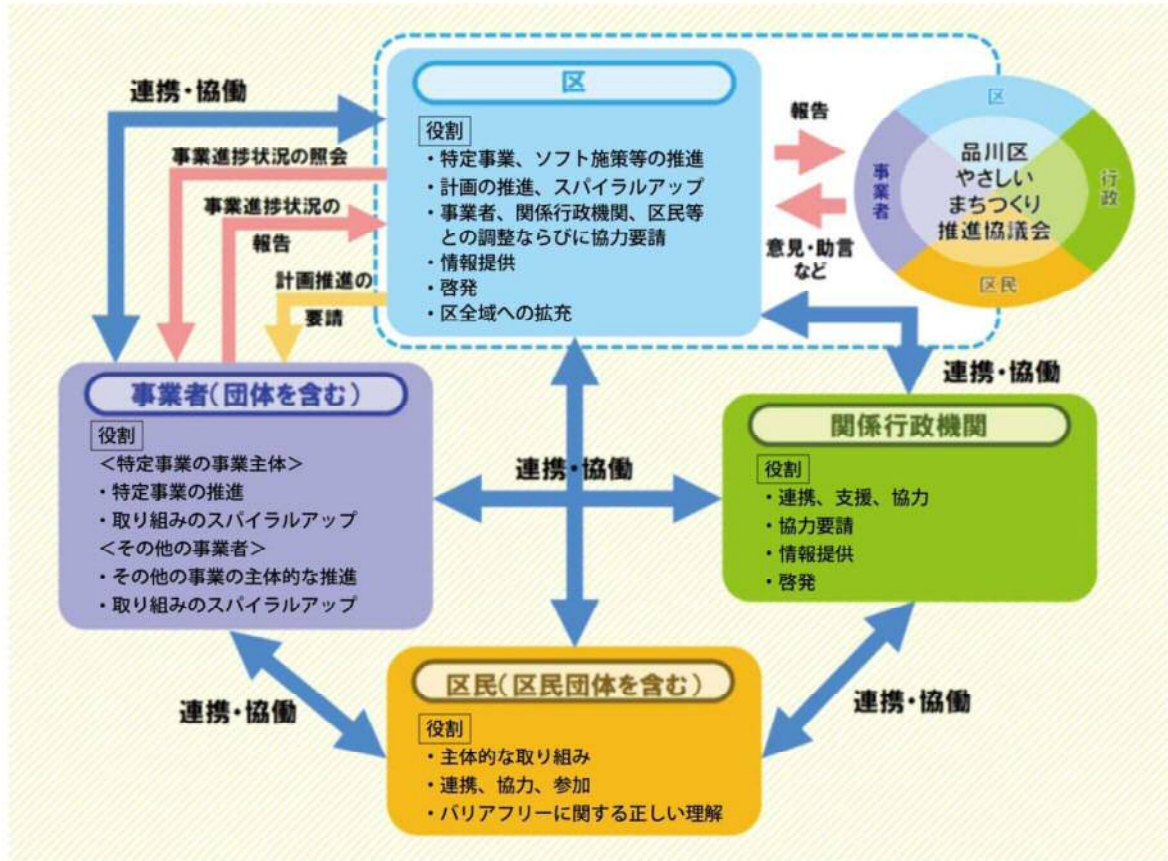 連携・協働
事業進捗状況の照会
事業進捗状況の
報告
計画推進の
要請
区
役割
・特定事業、ソフト施策等の推進
・計画の推進、スパイラルアップ
・事業者、関係行政機関、区民等
との調整ならびに協力要請
・情報提供
・啓発
・区全域への拡充
報告
意見・助言
など
区
事業者
行政
区民
品川区
やさしい
まちつくり
推進協議会
連携・協働
事業者(団体を含む)
役割
＜特定事業の事業主体＞
・特定事業の推進
・取り組みのスパイラルアップ
＜その他の事業者＞
・その他の事業の主体的な推進
・取り組みのスパイラルアップ
連携・協働
関係行政機関
役割
・連携、支援、協力
・協力要請
・情報提供
・啓発
連携・協働
区民(区民団体を含む)
役割
・主体的な取り組み
・連携、協力、参加
・バリアフリーに関する正しい理解
連携・協働